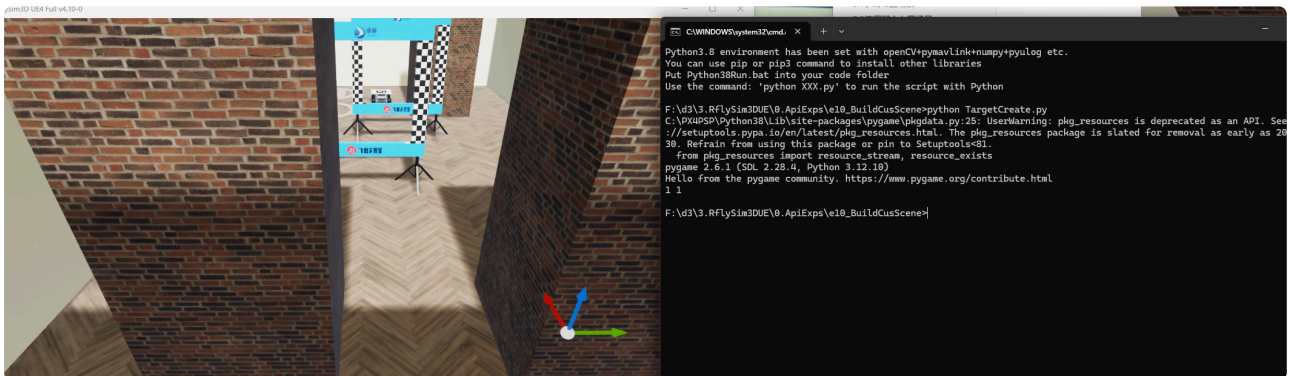 Sim3D UE4 Full v4.10-0
C:\WINDOWS\system32\cmd.
Python3.8 environment has been set with openCV+pymavlink+numpy+pyulog etc.
You can use pip or pip3 command to install other libraries
Put Python38Run.bat into your code folder
Use the command: 'python XXX.py' to run the script with Python
F:\d3\3.RflySim3DUE\0.ApiExps\e10_BuildCusScene>python TargetCreate.py
C:\PX4PSP\Python38\Lib\site-packages\pygame\pkgdata.py:25: UserWarning: pkg_resources is deprecated as an API. See
://setuptools.pypa.io/en/latest/pkg_resources.html. The pkg_resources package is slated for removal as early as 20
30. Refrain from using this package or pin to Setuptools<81.
from pkg_resources import resource_stream, resource_exists
pygame 2.6.1 (SDL 2.28.4, Python 3.12.10)
Hello from the pygame community. https://www.pygame.org/contribute.html
1 1
F:\d3\3.RflySim3DUE\0.ApiExps\e10_BuildCusScene>